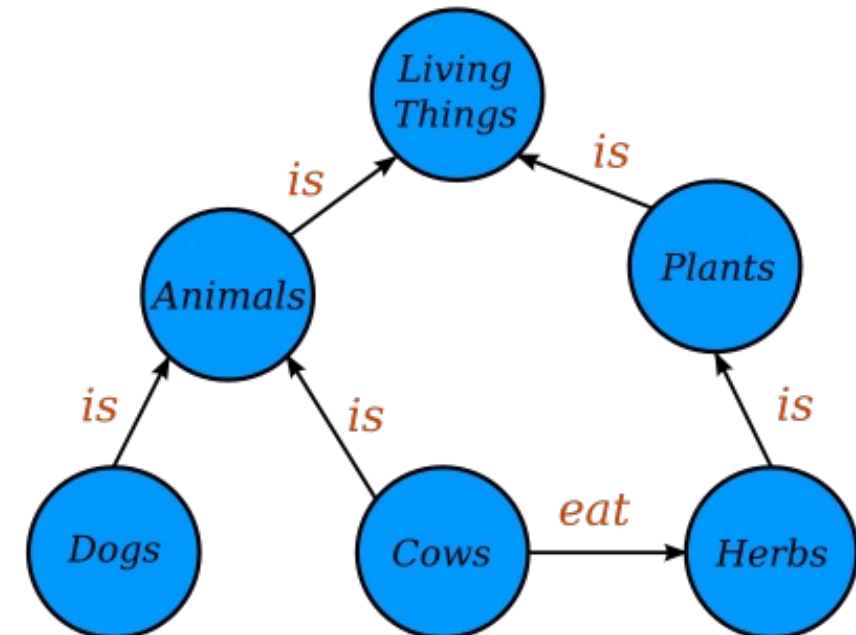 Living
Things
is
is
Animals
Plants
is
is
is
eat
Dogs
Cows
Herbs